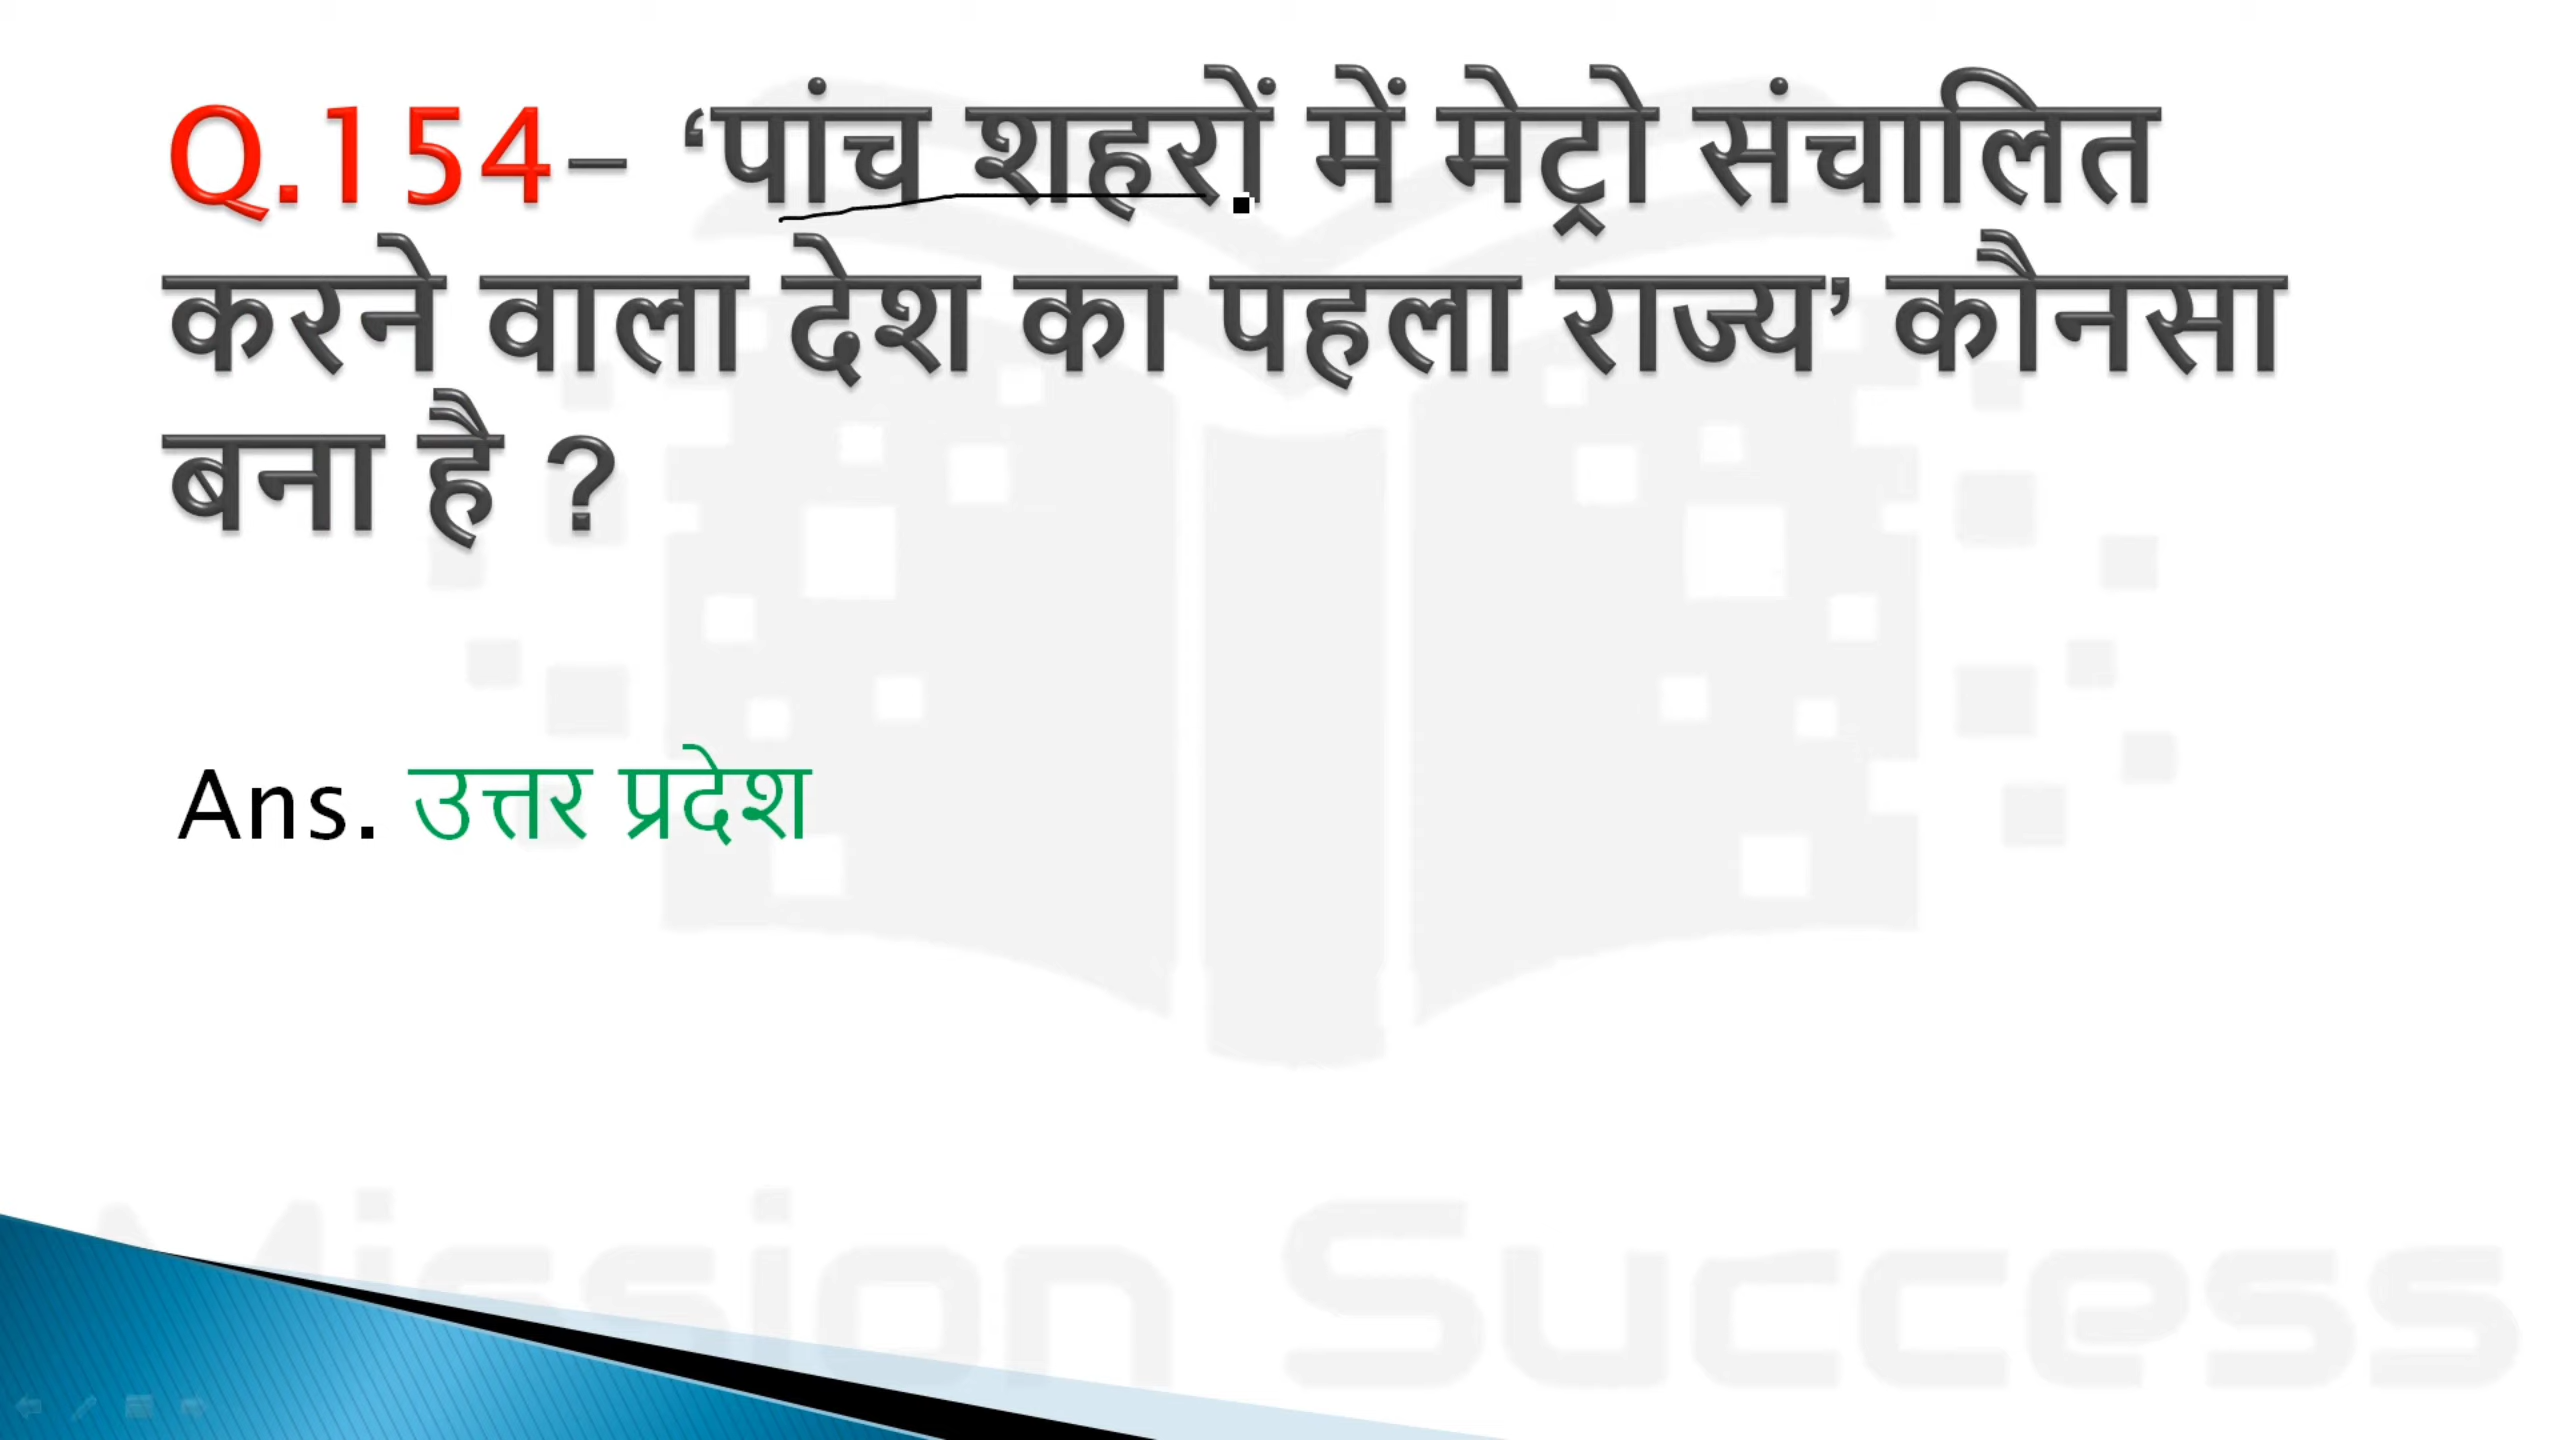 Q.154– ‘पांच शहरों में मेट्रो संचालित
करने वाला देश का पहला राज्य’ कौनसा
बना है ?
Ans. उत्तर प्रदेश
Mission Success